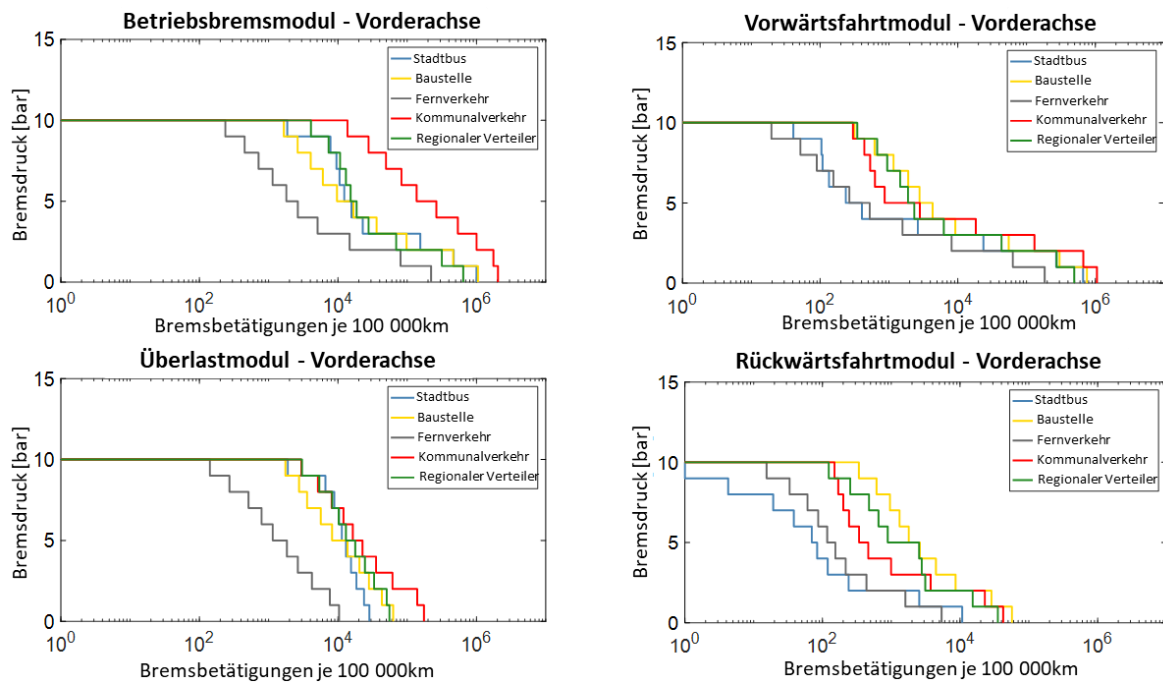 Betriebsbremsmodul - Vorderachse
15
10
5
0
Bremsdruck [bar]
Stadtbus
Baustelle
Fernverkehr
Kommunalverkehr
Regionaler Verteiler
10^0 10^2 10^4 10^6
Bremsbetätigungen je 100 000km
Vorwärtsfahrtmodul - Vorderachse
15
10
5
0
Bremsdruck [bar]
Stadtbus
Baustelle
Fernverkehr
Kommunalverkehr
Regionaler Verteiler
10^0 10^2 10^4 10^6
Bremsbetätigungen je 100 000km
Überlastmodul - Vorderachse
15
10
5
0
Bremsdruck [bar]
Stadtbus
Baustelle
Fernverkehr
Kommunalverkehr
Regionaler Verteiler
10^0 10^2 10^4 10^6
Bremsbetätigungen je 100 000km
Rückwärtsfahrtmodul - Vorderachse
15
10
5
0
Bremsdruck [bar]
Stadtbus
Baustelle
Fernverkehr
Kommunalverkehr
Regionaler Verteiler
10^0 10^2 10^4 10^6
Bremsbetätigungen je 100 000km